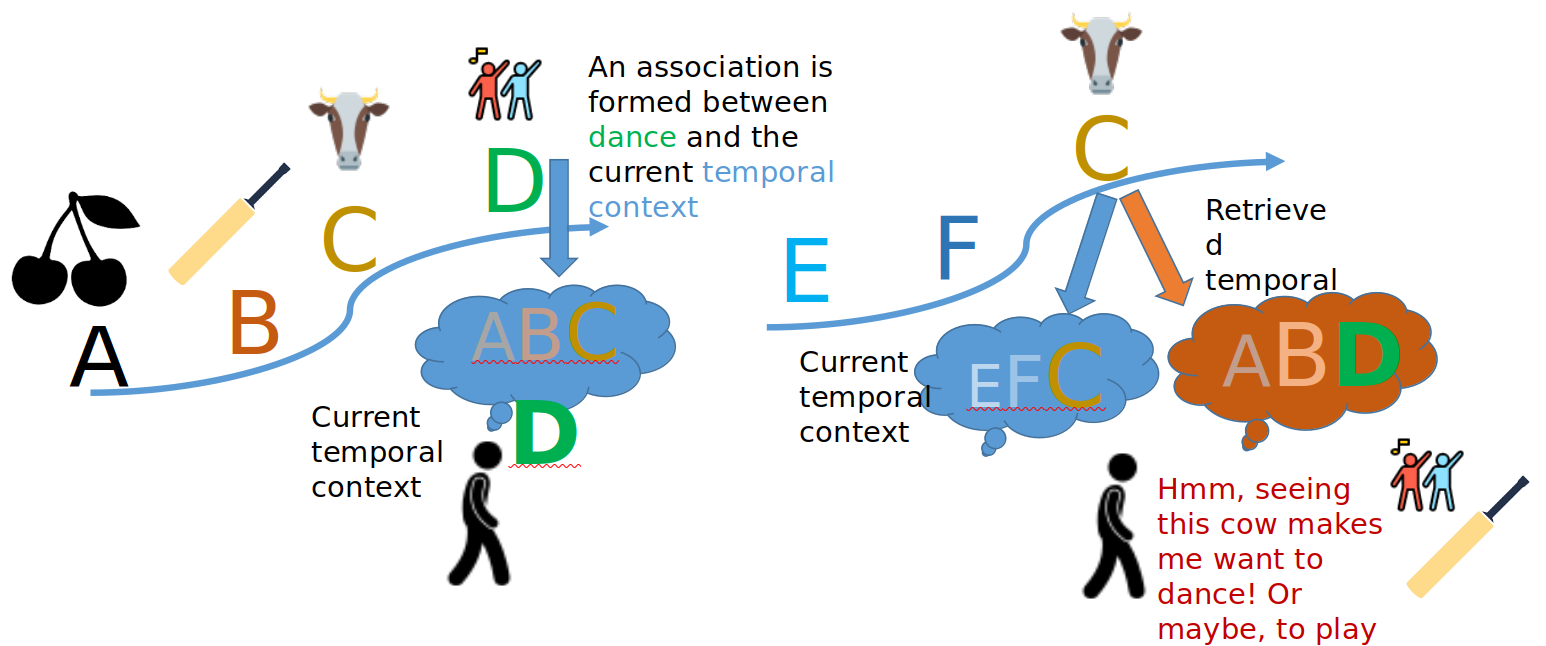 An association is
formed between
dance and the
current temporal
context
A
B
C
D
ABC
D
Current
temporal
context
E
F
C
Retrieve
d
temporal
Current
temporal
context
EFC
ABD
Hmm, seeing
this cow makes
me want to
dance! Or
maybe, to play